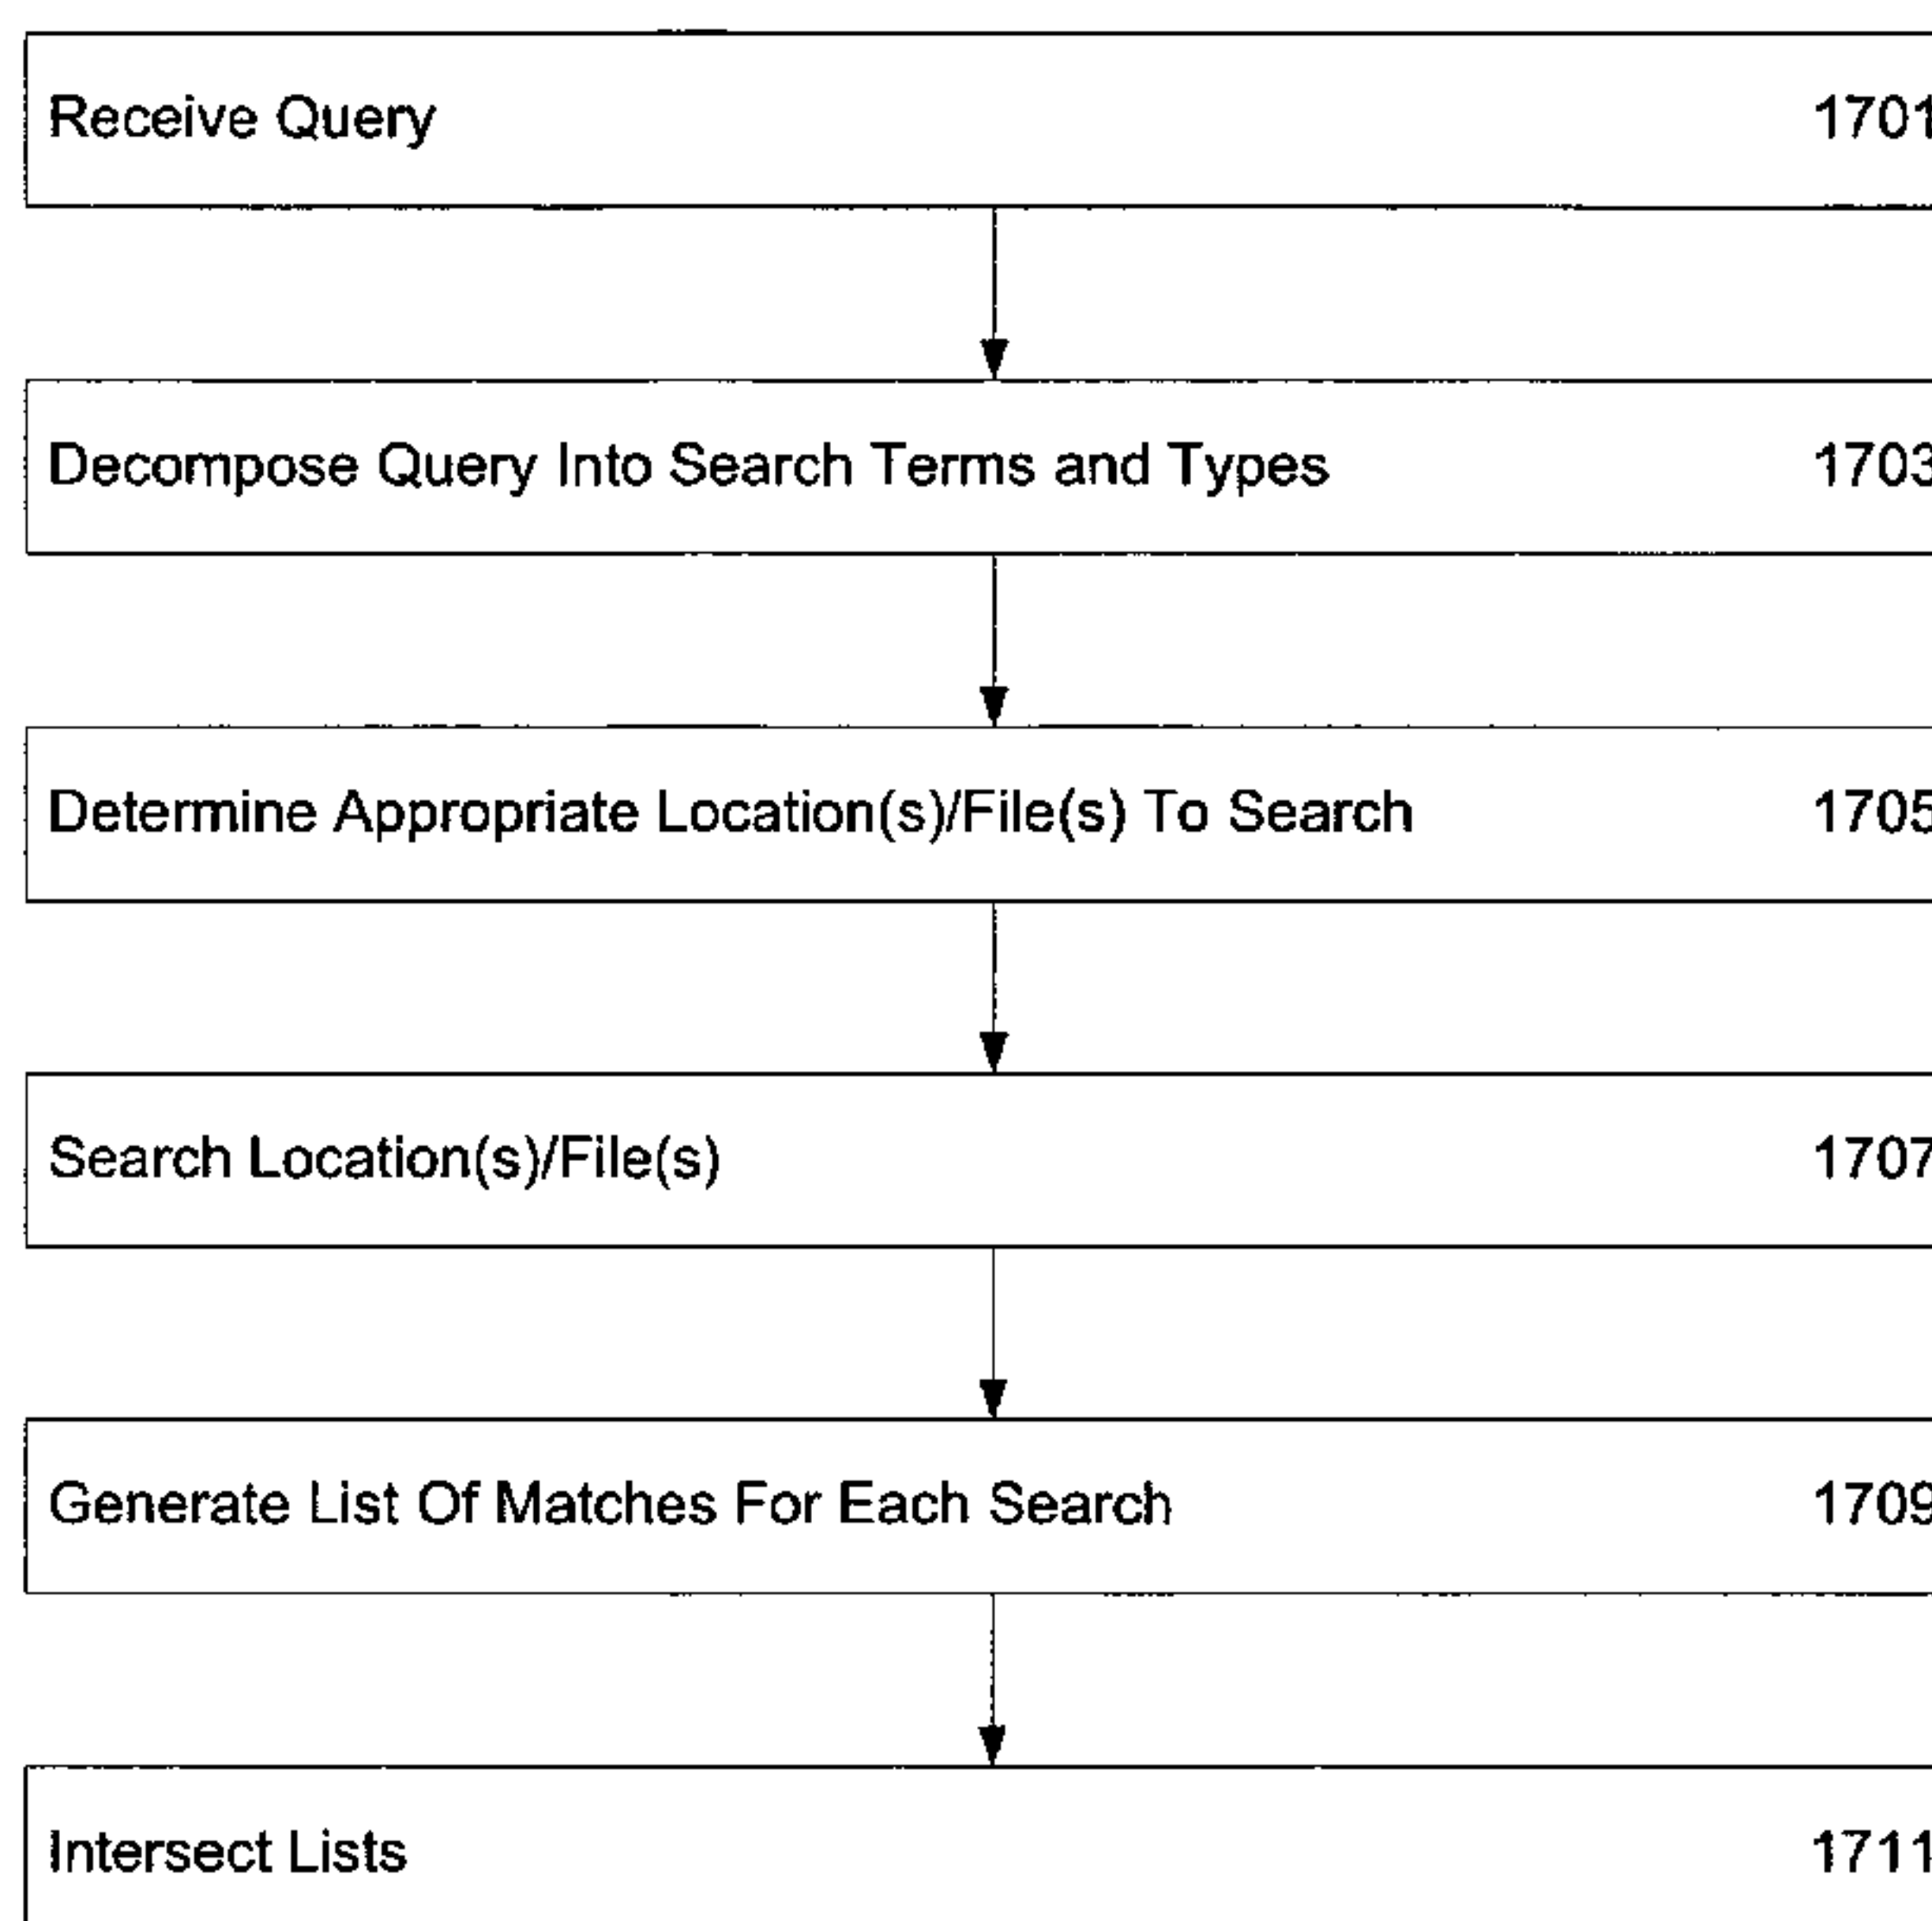 Receive Query 1701
Decompose Query Into Search Terms and Types 1703
Determine Appropriate Location(s)/File(s) To Search 1705
Search Location(s)/File(s) 1707
Generate List Of Matches For Each Search 1709
Intersect Lists 1711